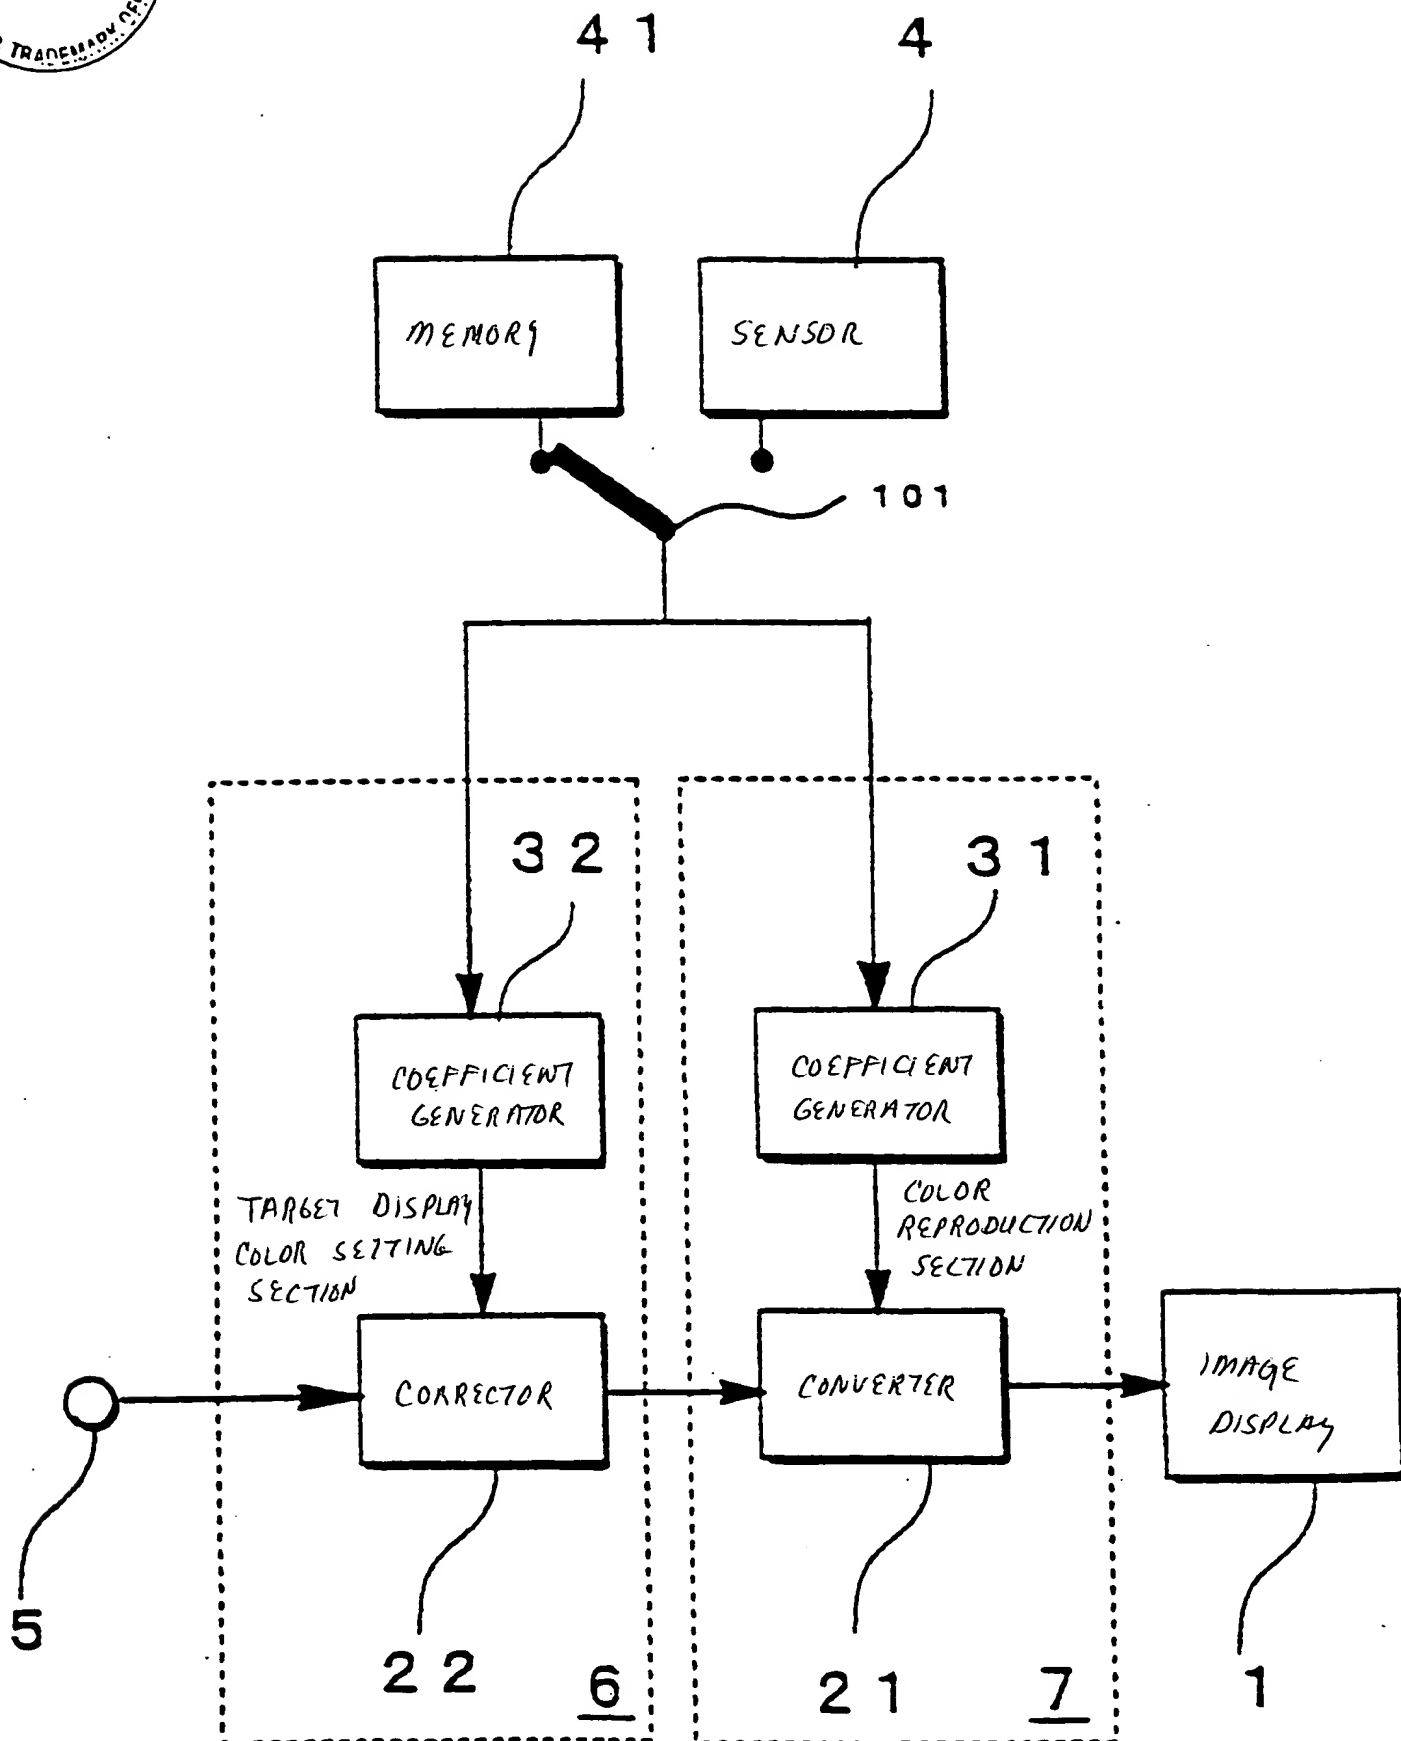 TRADEMARK
41
4
MEMORY
SENSOR
101
32
31
COEFFICIENT
GENERATOR
COEFFICIENT
GENERATOR
TARGET DISPLAY
COLOR SETTING
SECTION
COLOR
REPRODUCTION
SECTION
CORRECTOR
CONVERTER
IMAGE
DISPLAY
5
22
6
21
7
1